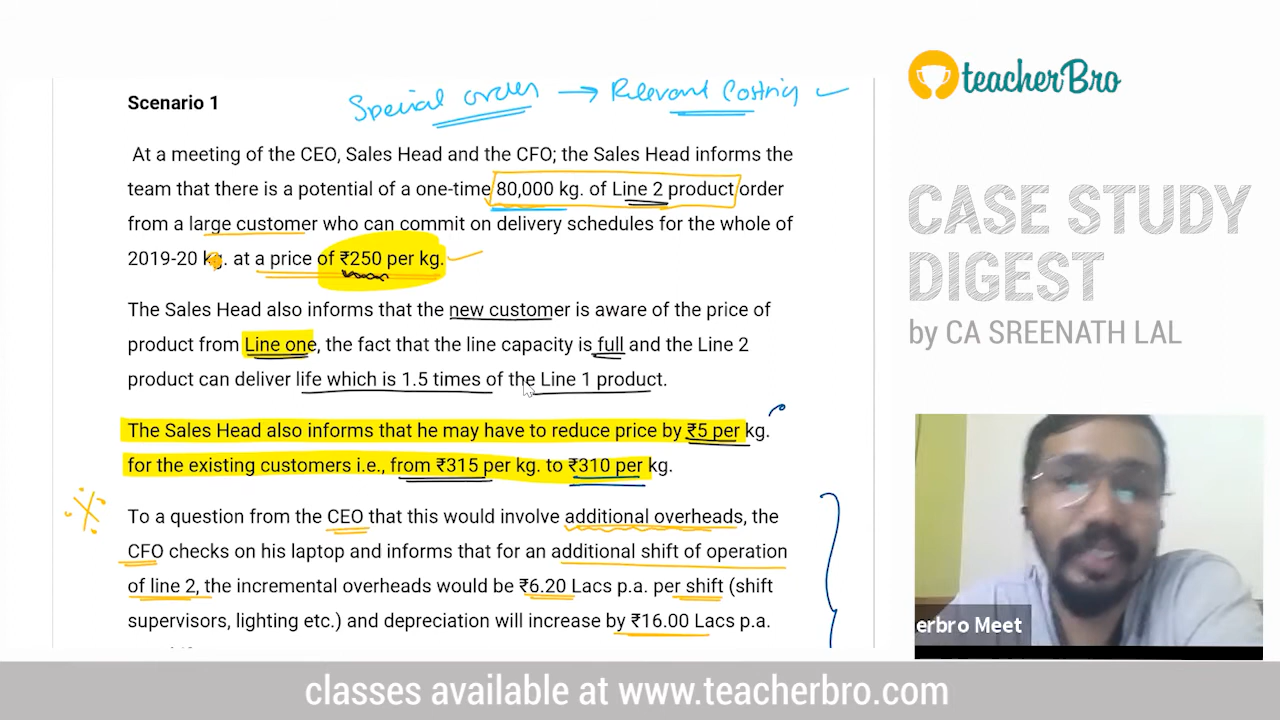 Special order → Relevant Costing
Scenario 1
At a meeting of the CEO, Sales Head and the CFO; the Sales Head informs the
team that there is a potential of a one-time 80,000 kg. of Line 2 product order
from a large customer who can commit on delivery schedules for the whole of
2019-20 kg. at a price of ₹250 per kg.
The Sales Head also informs that the new customer is aware of the price of
product from Line one, the fact that the line capacity is full and the Line 2
product can deliver life which is 1.5 times of the Line 1 product.
The Sales Head also informs that he may have to reduce price by ₹5 per kg.
for the existing customers i.e., from ₹315 per kg. to ₹310 per kg.
To a question from the CEO that this would involve additional overheads, the
CFO checks on his laptop and informs that for an additional shift of operation
of line 2, the incremental overheads would be ₹6.20 Lacs p.a. per shift (shift
supervisors, lighting etc.) and depreciation will increase by ₹16.00 Lacs p.a.
teacherBro
CASE STUDY
DIGEST
by CA SREENATH LAL
erbro Meet
classes available at www.teacherbro.com